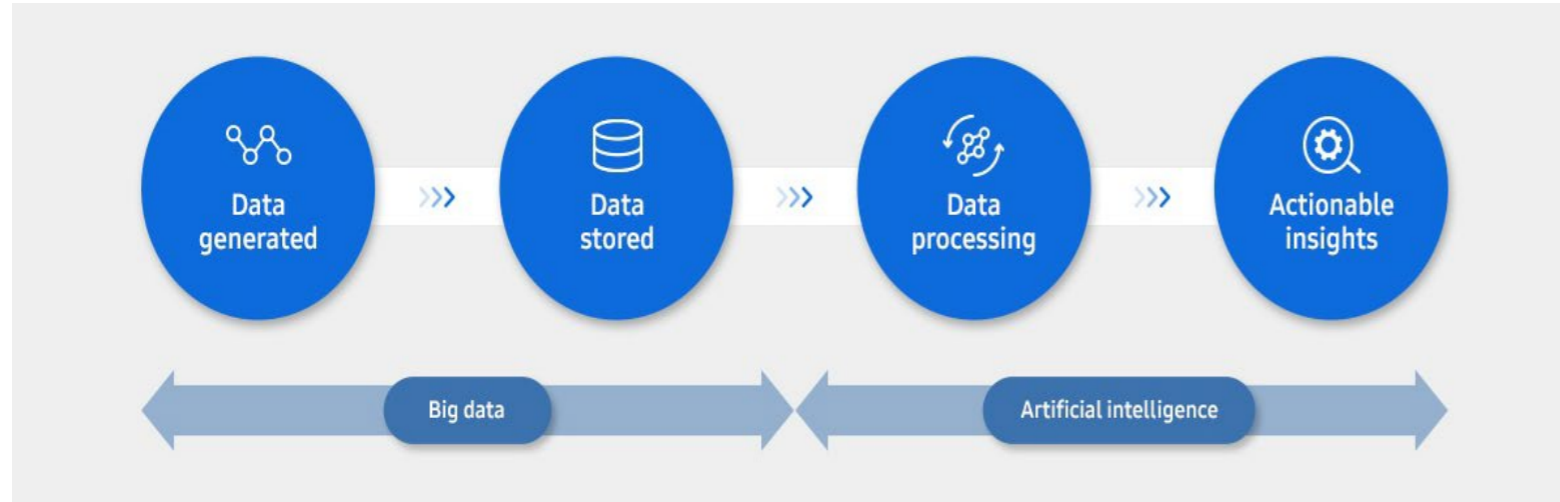 Data
generated
Data
stored
Data
processing
Actionable
insights
Big data
Artificial intelligence